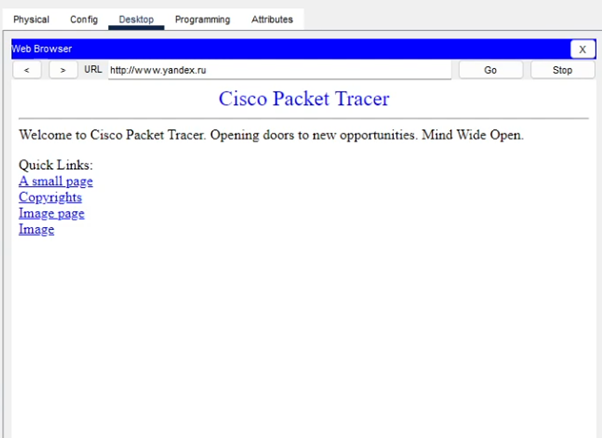 Physical Config Desktop Programming Attributes
Web Browser X
< > URL http://www.yandex.ru Go Stop
Cisco Packet Tracer
Welcome to Cisco Packet Tracer. Opening doors to new opportunities. Mind Wide Open.
Quick Links:
A small page
Copyrights
Image page
Image